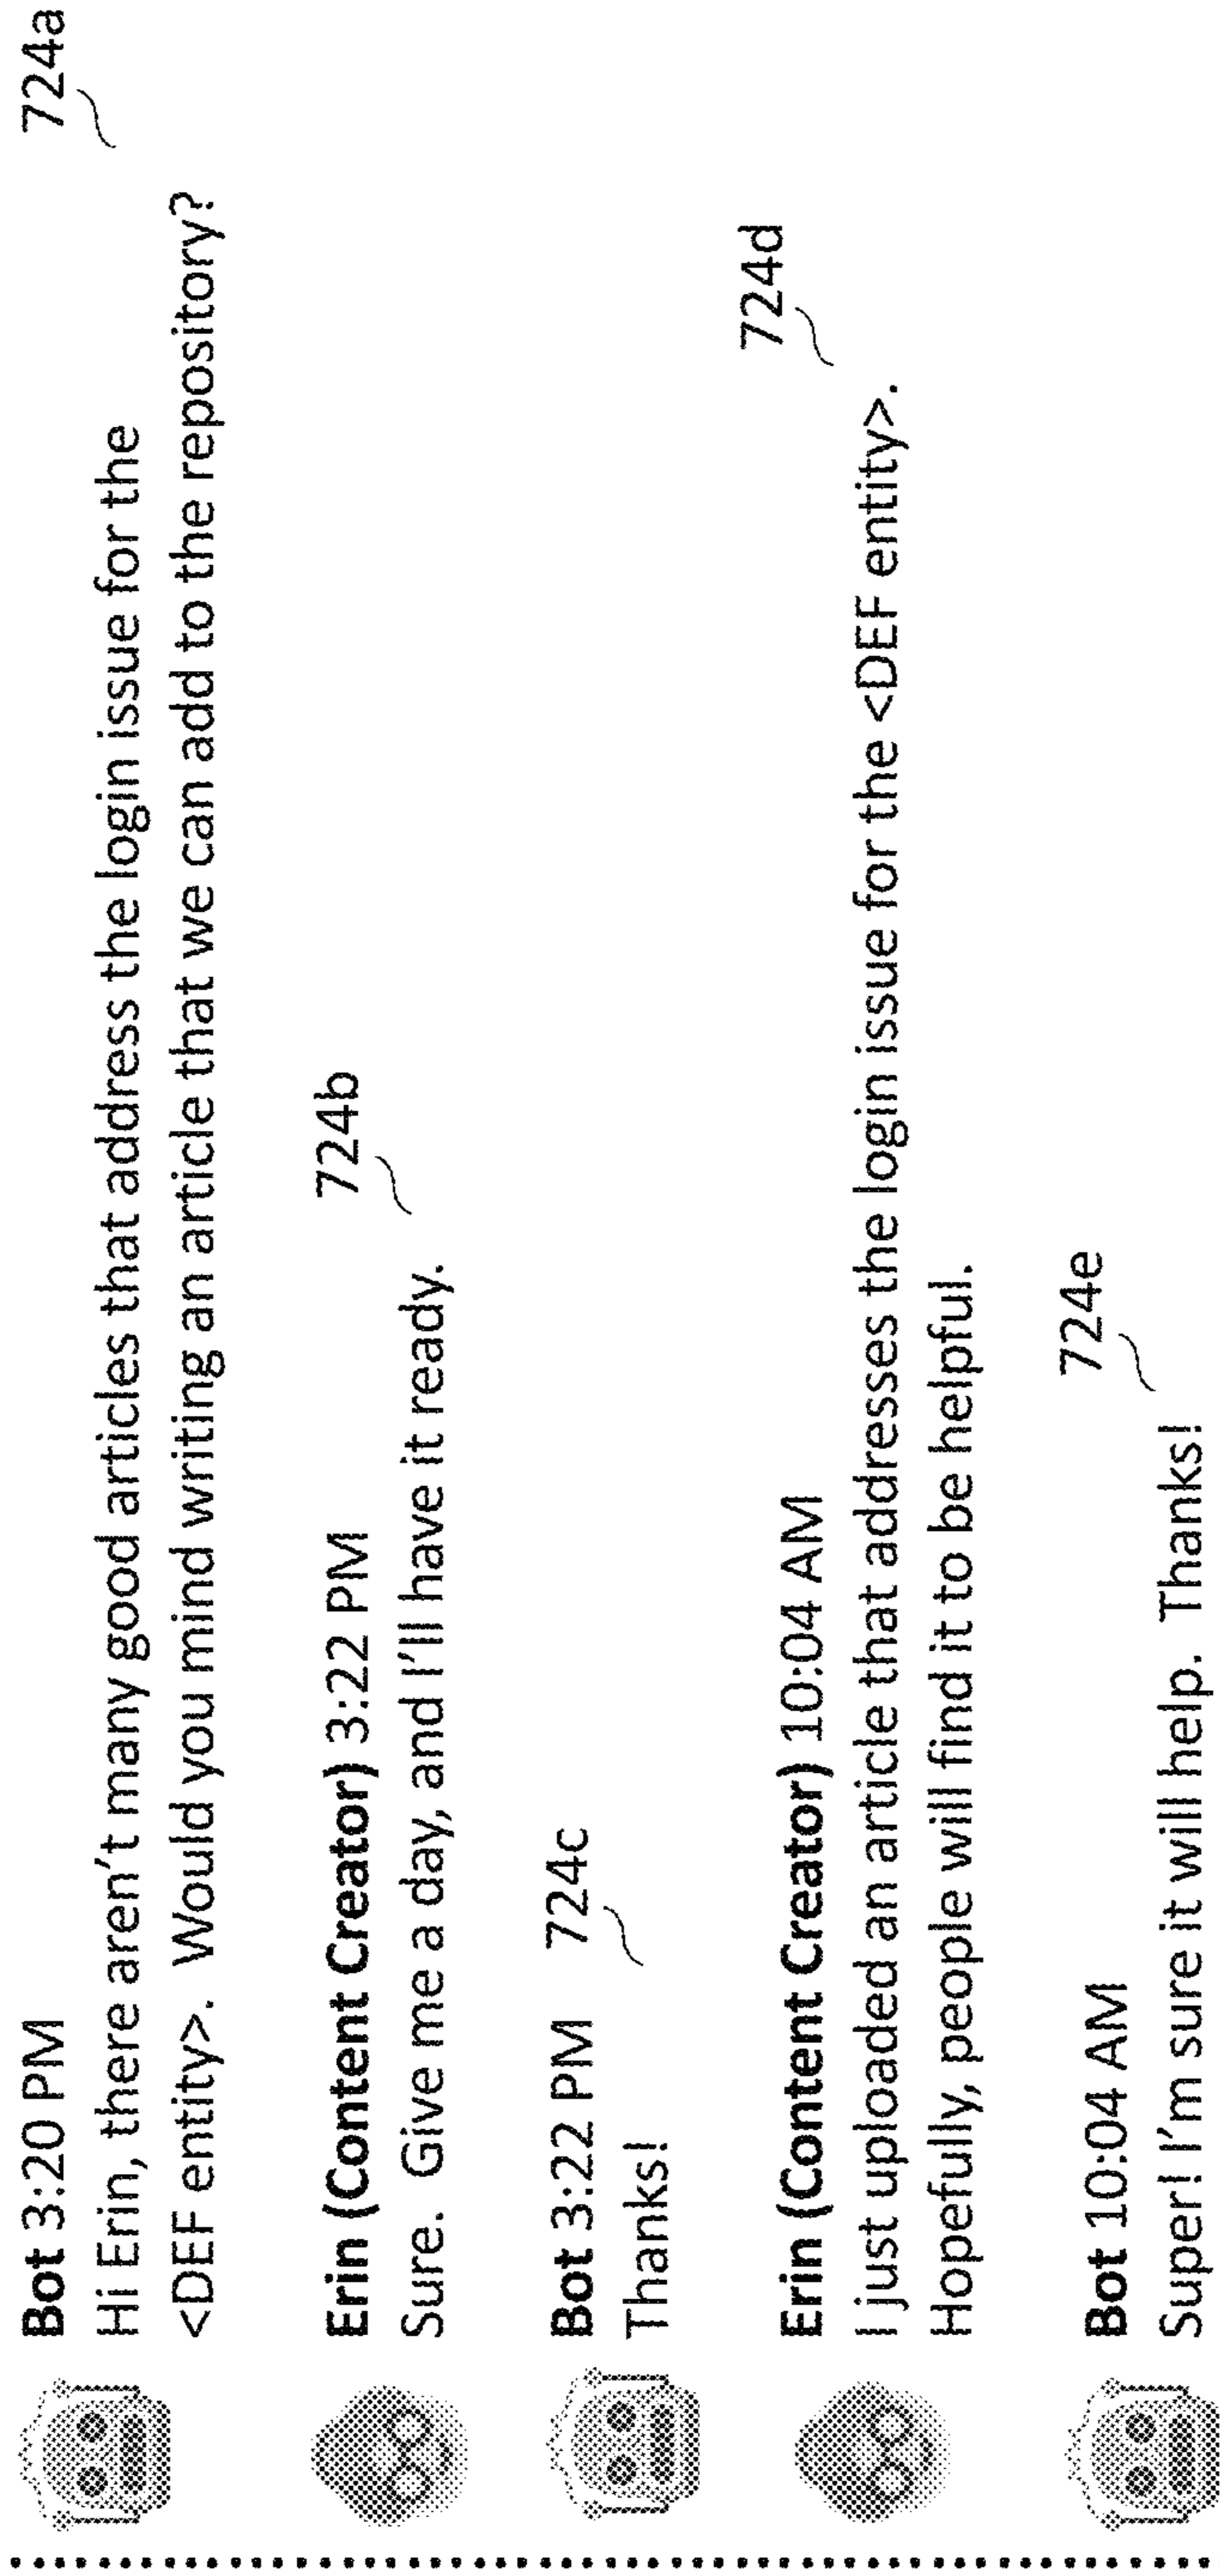 Bot 3:20 PM 724a
Hi Erin, there aren't many good articles that address the login issue for the
<DEF entity>.  Would you mind writing an article that we can add to the repository?
Erin (Content Creator) 3:22 PM 724b
Sure.  Give me a day, and I'll have it ready.
Bot 3:22 PM 724c
Thanks!
Erin (Content Creator) 10:04 AM 724d
I just uploaded an article that addresses the login issue for the <DEF entity>.
Hopefully, people will find it to be helpful.
Bot 10:04 AM 724e
Super! I'm sure it will help.  Thanks!